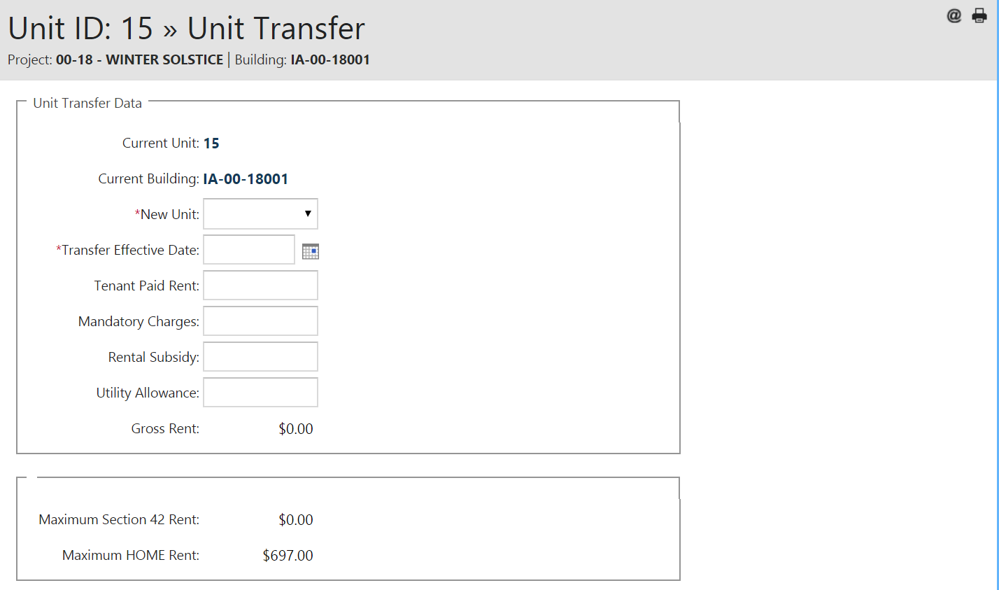 Unit ID: 15 » Unit Transfer
Project: 00-18 - WINTER SOLSTICE | Building: IA-00-18001
Unit Transfer Data
Current Unit: 15
Current Building: IA-00-18001
*New Unit:
*Transfer Effective Date:
Tenant Paid Rent:
Mandatory Charges:
Rental Subsidy:
Utility Allowance:
Gross Rent: $0.00
Maximum Section 42 Rent: $0.00
Maximum HOME Rent: $697.00